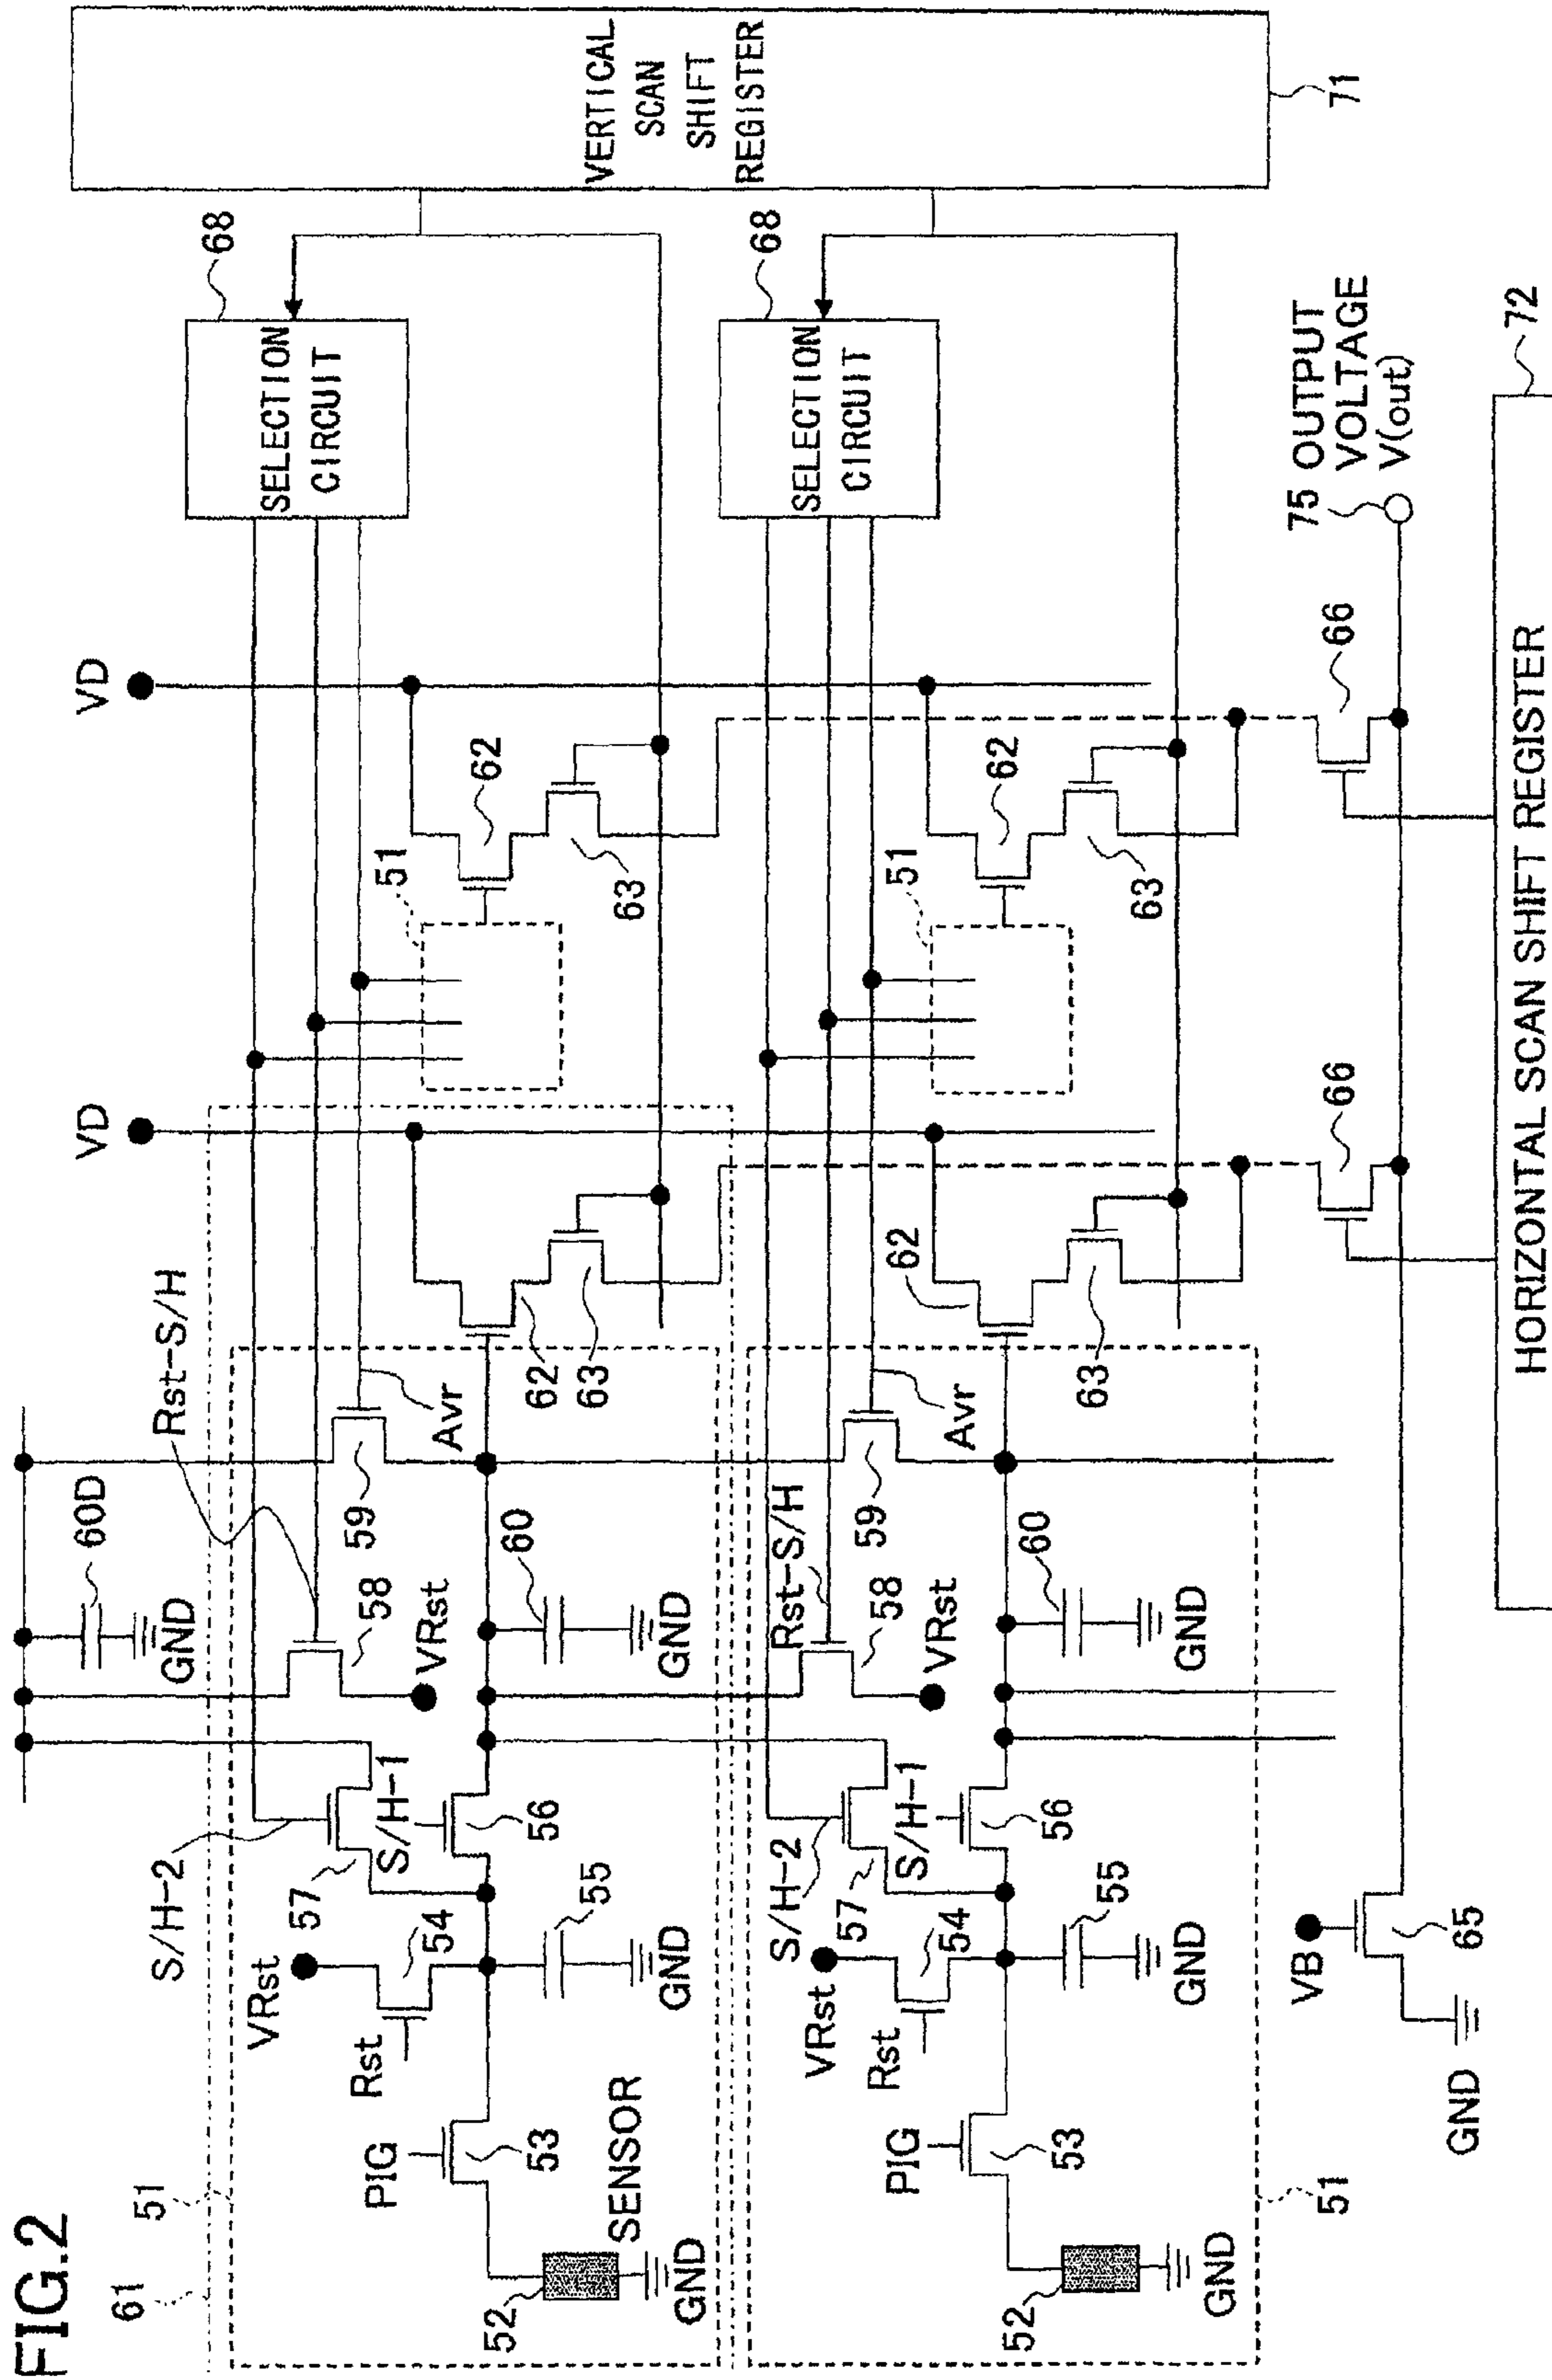 FIG.2
61
51
60D
VD
VD
GND
S/H-2
Rst-S/H
68
VRst
57
SELECTION
CIRCUIT
PIG
Rst
S/H-1
58
59
51
54
VRst
Avr
62
52
53
56
60
62
55
SENSOR
63
63
GND
GND
GND
VERTICAL
SCAN
SHIFT
REGISTER
68
S/H-2
Rst-S/H
VRst
57
SELECTION
CIRCUIT
PIG
Rst
S/H-1
58
59
51
54
VRst
Avr
62
62
52
53
56
60
55
63
63
GND
GND
GND
VB
75
OUTPUT
VOLTAGE
V(out)
51
66
66
71
GND
65
72
HORIZONTAL SCAN SHIFT REGISTER